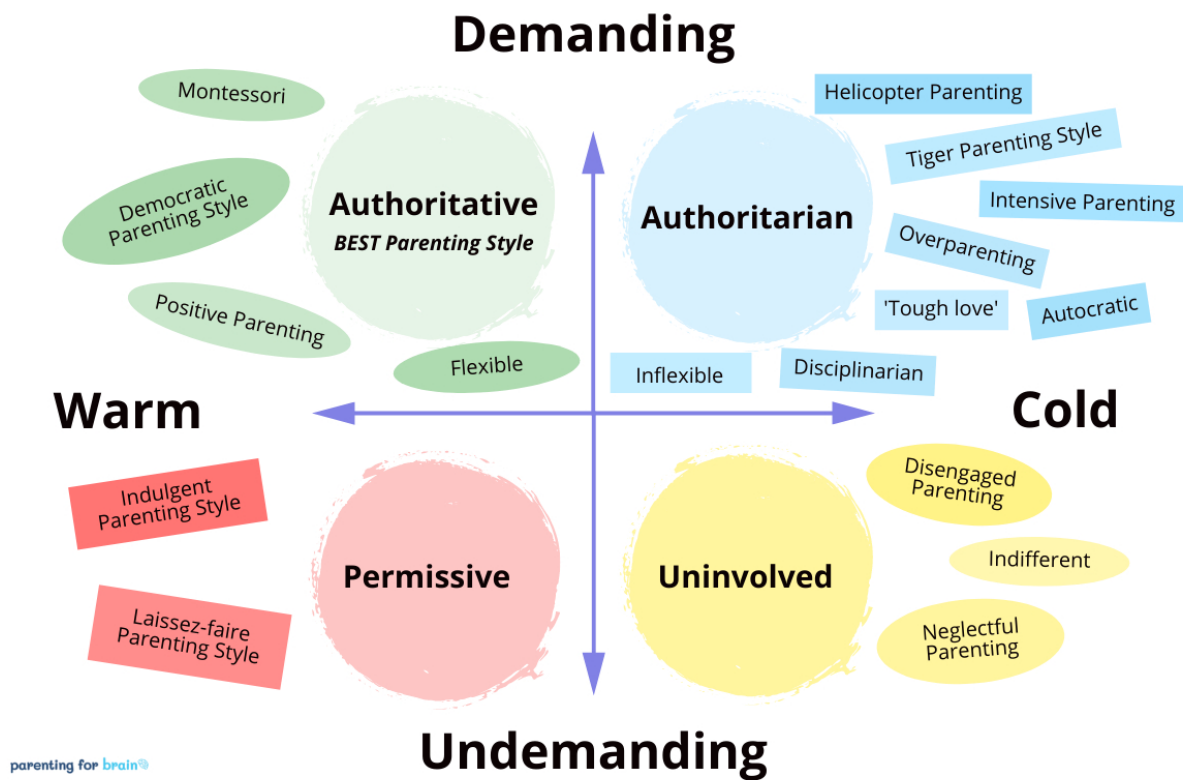 Demanding
Montessori
Democratic
Parenting Style
Positive Parenting
Flexible
Authoritative
BEST Parenting Style
Authoritarian
Helicopter Parenting
Tiger Parenting Style
Intensive Parenting
Overparenting
'Tough love'
Autocratic
Inflexible
Disciplinarian
Warm
Cold
Indulgent
Parenting Style
Laissez-faire
Parenting Style
Permissive
Uninvolved
Disengaged
Parenting
Indifferent
Neglectful
Parenting
Undemanding
parenting for brain